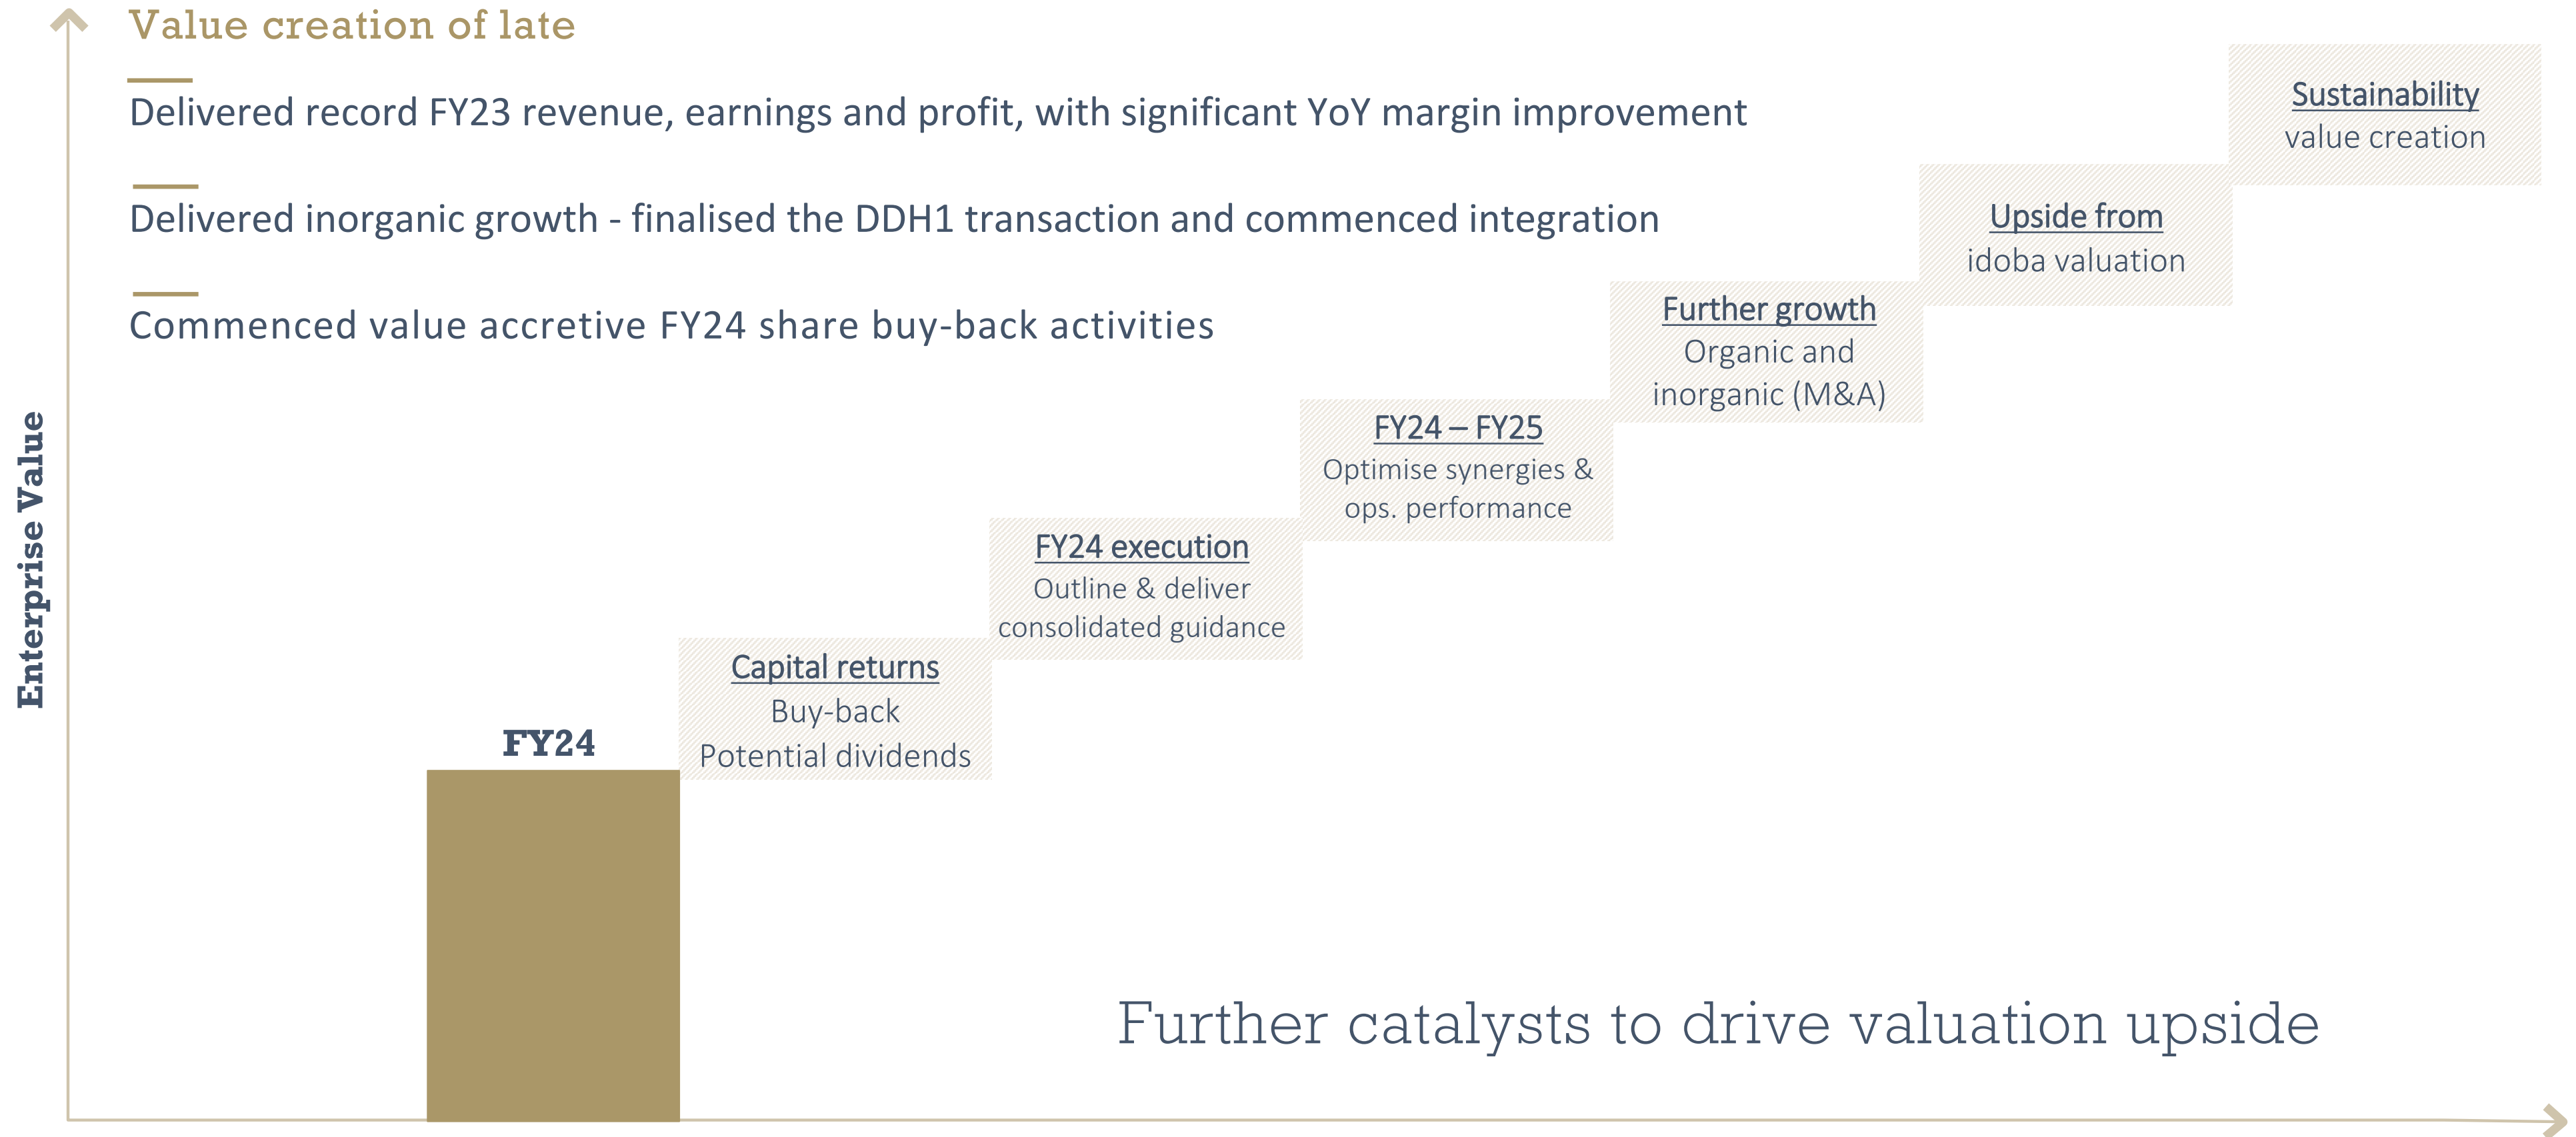 Value creation of late
Delivered record FY23 revenue, earnings and profit, with significant YoY margin improvement
Delivered inorganic growth - finalised the DDH1 transaction and commenced integration
Commenced value accretive FY24 share buy-back activities
Enterprise Value
FY24
Capital returns
Buy-back
Potential dividends
FY24 execution
Outline & deliver
consolidated guidance
FY24 – FY25
Optimise synergies &
ops. performance
Further growth
Organic and
inorganic (M&A)
Upside from
idoba valuation
Sustainability
value creation
Further catalysts to drive valuation upside